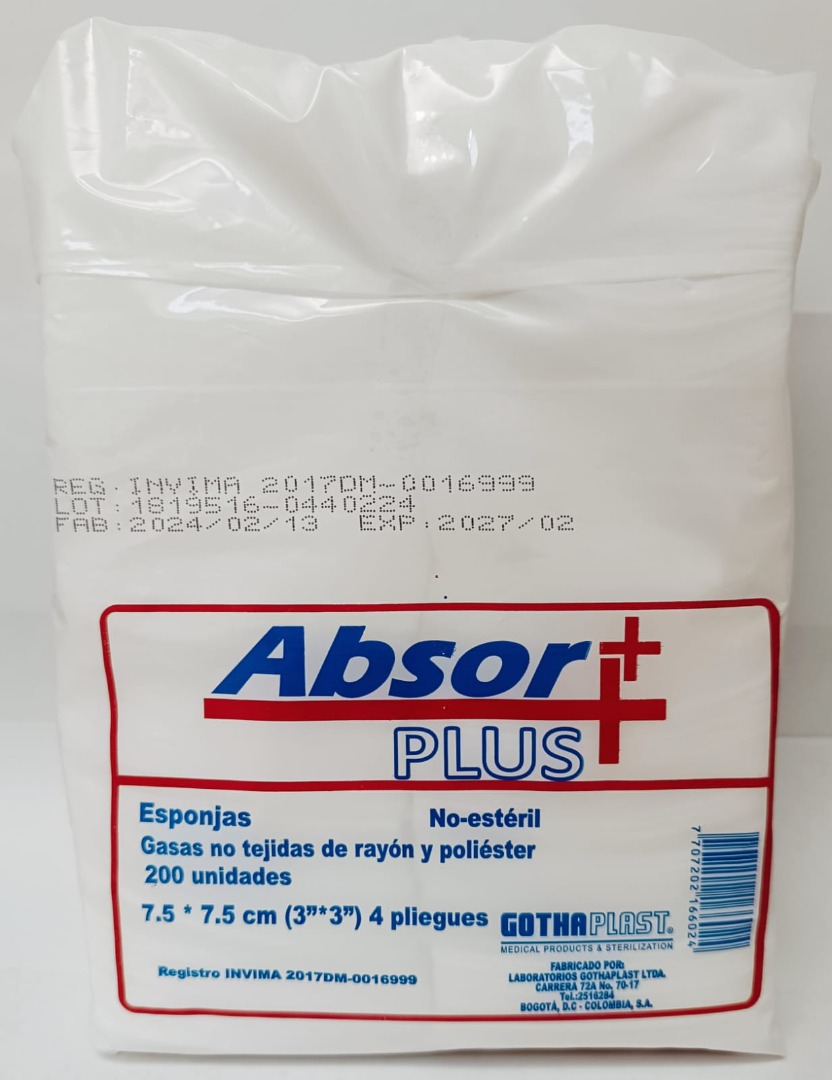 REG. INVIMA 2017DM-0016999
LOT: 1819516-0440224
FAB: 2024/02/13 EXP: 2027/02
Absor
PLUS
Esponjas No-estéril
Gasas no tejidas de rayón y poliéster
200 unidades
7.5 * 7.5 cm (3”*3”) 4 pliegues
GOTHAPLAST®
MEDICAL PRODUCTS & STERILIZATION
Registro INVIMA 2017DM-0016999
FABRICADO POR:
LABORATORIOS GOTHAPLAST LTDA.
CARRERA 72A No. 70-17
Tel.:2516284
BOGOTÁ, D.C - COLOMBIA, S.A.
7 707202 166024